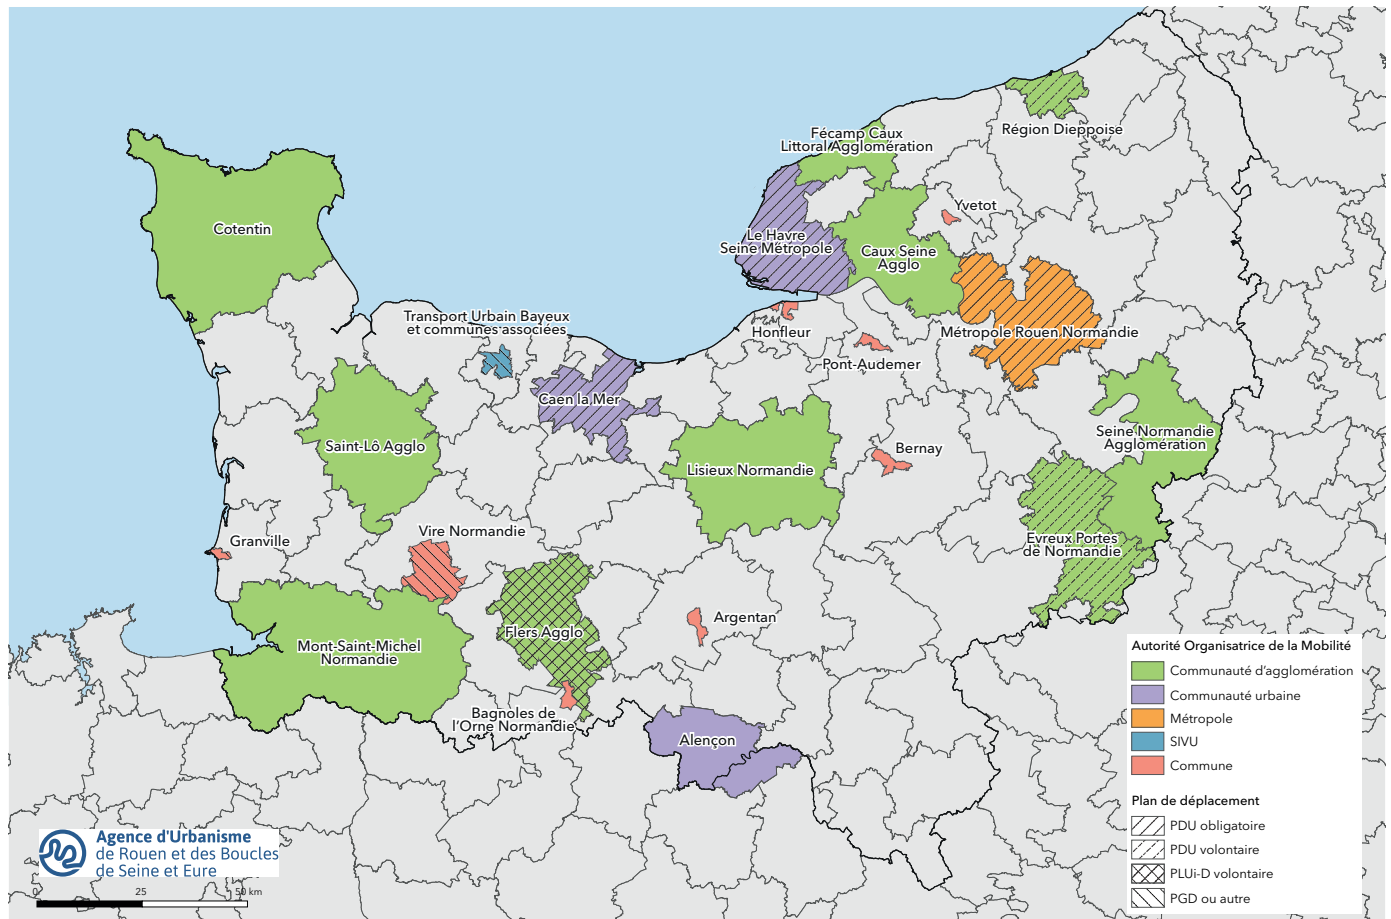 Région Dieppoise
Fécamp Caux
Littoral Agglomération
Yvetot
Cotentin
Le Havre
Seine Métropole
Caux Seine
Agglo
Transport Urbain Bayeux
et communes associées
Honfleur
Métropole Rouen Normandie
Pont-Audemer
Caen la Mer
Saint-Lô Agglo
Lisieux Normandie
Bernay
Seine Normandie
Agglomération
Granville
Vire Normandie
Evreux Portes
de Normandie
Flers Agglo
Argentan
Mont-Saint-Michel
Normandie
Bagnoles de
l'Orne Normandie
Alençon
Autorité Organisatrice de la Mobilité
Communauté d'agglomération
Communauté urbaine
Métropole
SIVU
Commune
Plan de déplacement
PDU obligatoire
PDU volontaire
PLUi-D volontaire
PGD ou autre
Agence d'Urbanisme
de Rouen et des Boucles
de Seine et Eure
0 25 50 km